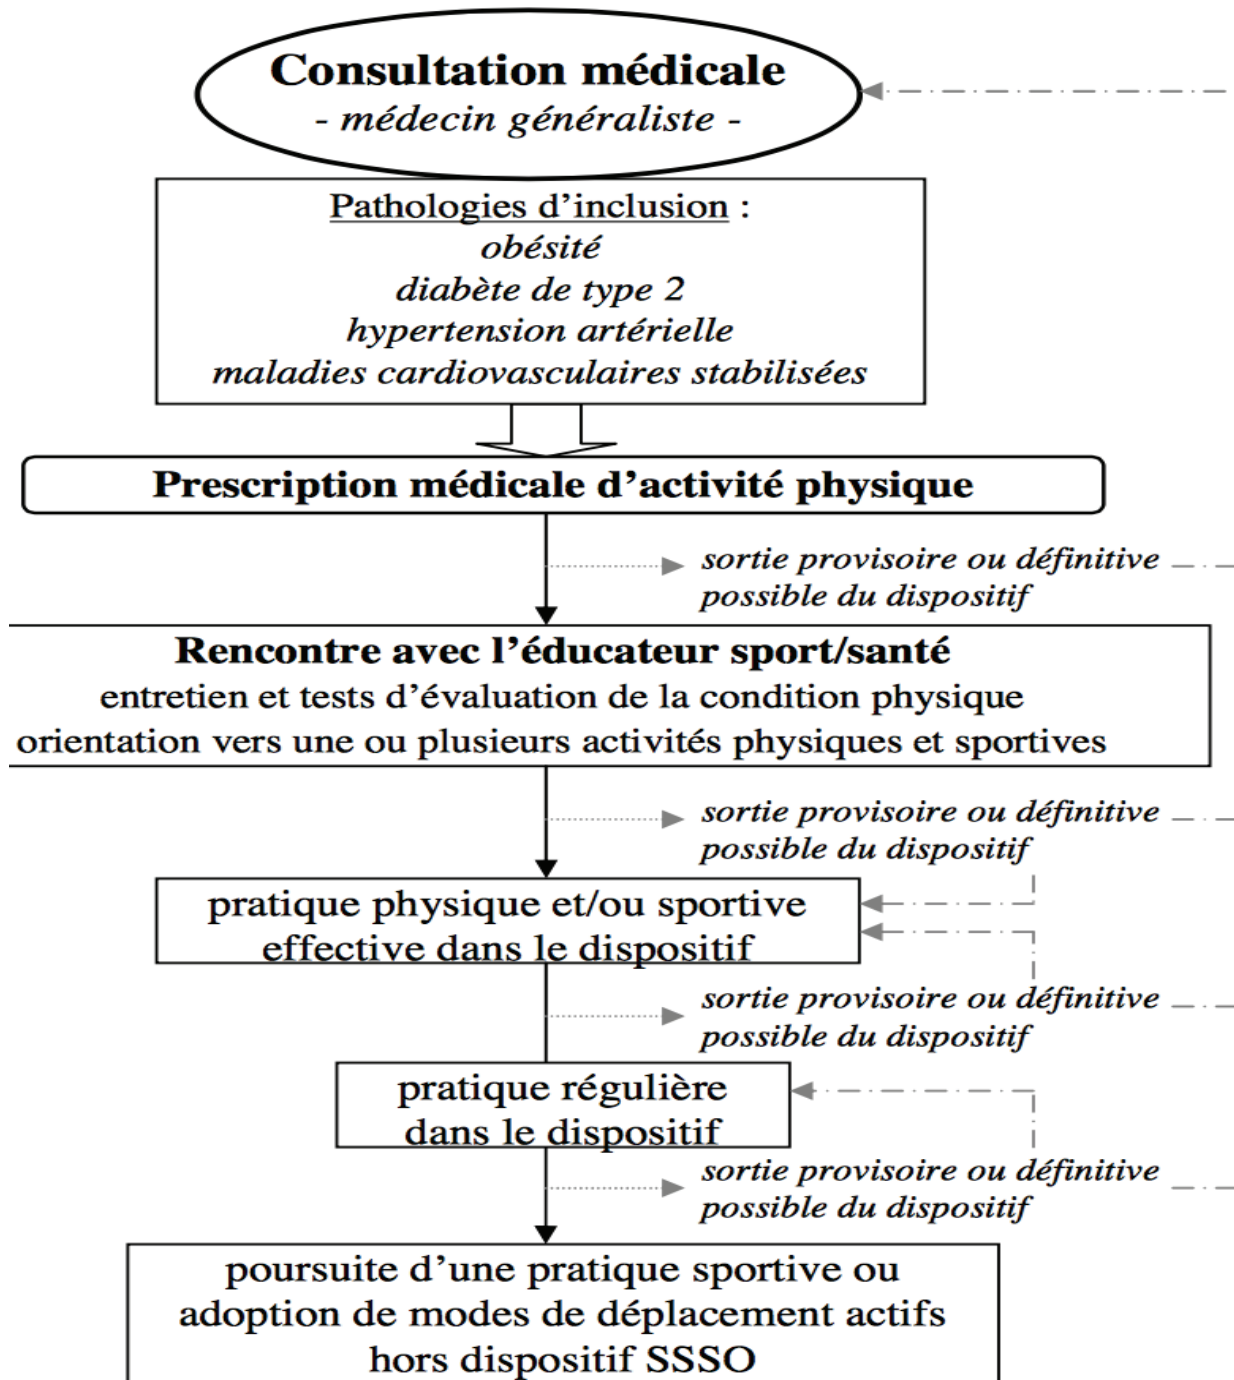 Consultation médicale
- médecin généraliste -
Pathologies d’inclusion :
obésité
diabète de type 2
hypertension artérielle
maladies cardiovasculaires stabilisées
Prescription médicale d’activité physique
sortie provisoire ou définitive
possible du dispositif
Rencontre avec l’éducateur sport/santé
entretien et tests d’évaluation de la condition physique
orientation vers une ou plusieurs activités physiques et sportives
sortie provisoire ou définitive
possible du dispositif
pratique physique et/ou sportive
effective dans le dispositif
sortie provisoire ou définitive
possible du dispositif
pratique régulière
dans le dispositif
sortie provisoire ou définitive
possible du dispositif
poursuite d’une pratique sportive ou
adoption de modes de déplacement actifs
hors dispositif SSSO